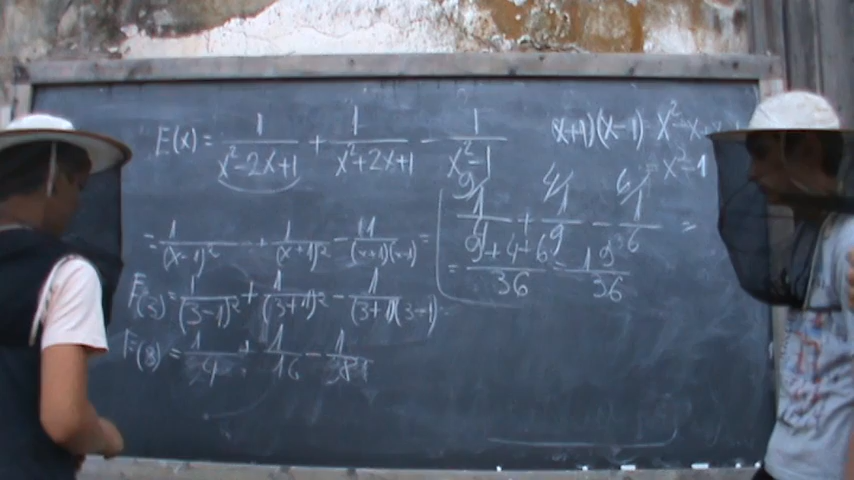 E(x) = 1/(x²-2x+1) + 1/(x²+2x+1) - 1/(x²-1)
x+1)(x-1) x²-x
= x²-1
= 1/(x-1)² + 1/(x+1)² - 1/(x+1)(x-1) =
1/4 + 1/9 - 1/6 =
= 9+4-6/36 = 19/36
E(3) = 1/(3-1)² + 1/(3+1)² - 1/(3+1)(3-1)
E(3) = 1/4 + 1/16 - 1/8